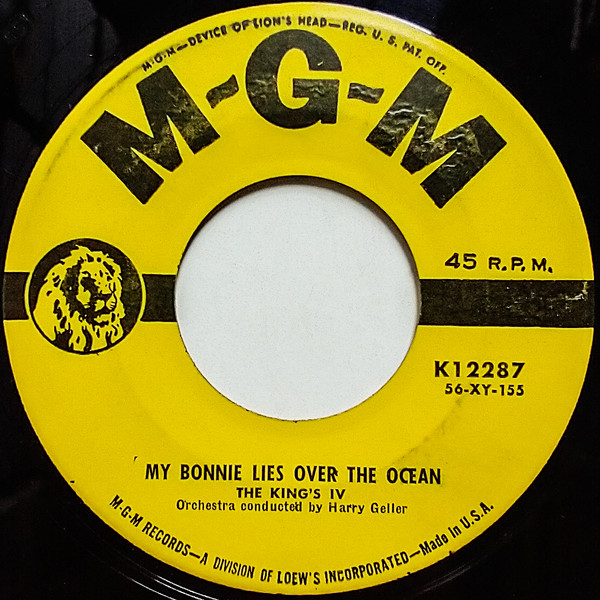 M-G-M—DEVICE OF LION'S HEAD—REG. U. S. PAT. OFF.
M-G-M
45 R.P.M.
K12287
56-XY-155
MY BONNIE LIES OVER THE OCEAN
THE KING'S IV
Orchestra conducted by Harry Geller
M-G-M RECORDS—A DIVISION OF LOEW'S INCORPORATED—Made in U.S.A.